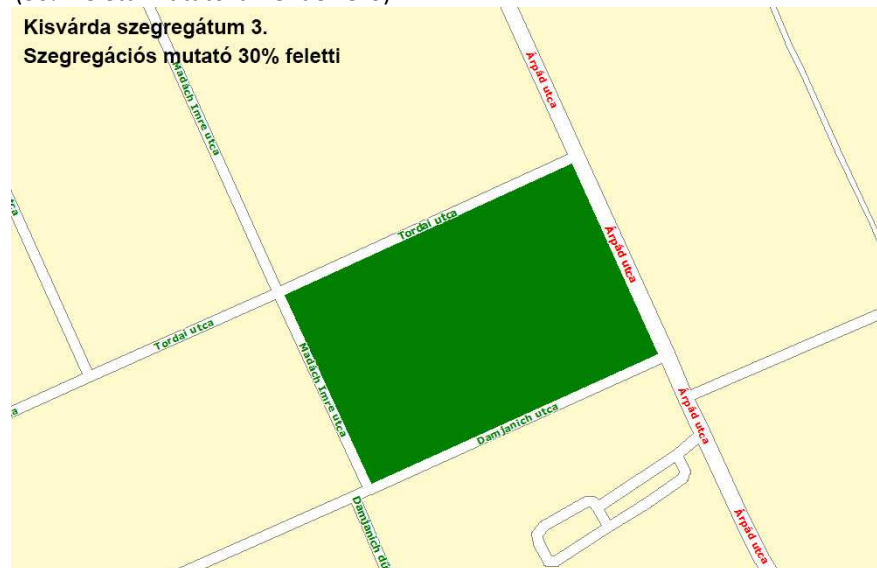 Kisvárda szegregátum 3.
Szegregációs mutató 30% feletti
Madách Imre utca
Árpád utca
Tordai utca
Árpád utca
Tordai utca
Madách Imre utca
Damjanich utca
Árpád utca
Árpád utca